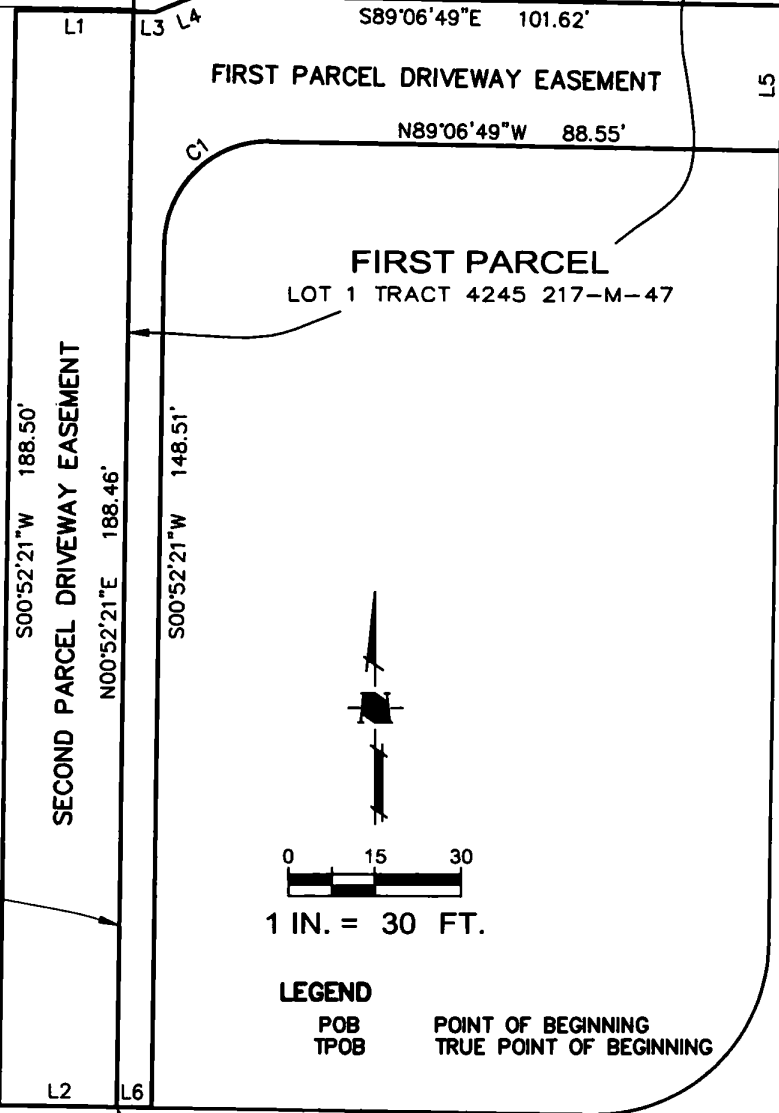 L1
L3
L4
S89°06'49"E 101.62'
FIRST PARCEL DRIVEWAY EASEMENT
L5
N89°06'49"W 88.55'
C1
FIRST PARCEL
LOT 1 TRACT 4245 217-M-47
S00°52'21"W 188.50'
SECOND PARCEL DRIVEWAY EASEMENT
N00°52'21"E 188.46'
S00°52'21"W 148.51'
N
0 15 30
1 IN. = 30 FT.
LEGEND
POB POINT OF BEGINNING
TPOB TRUE POINT OF BEGINNING
L2
L6